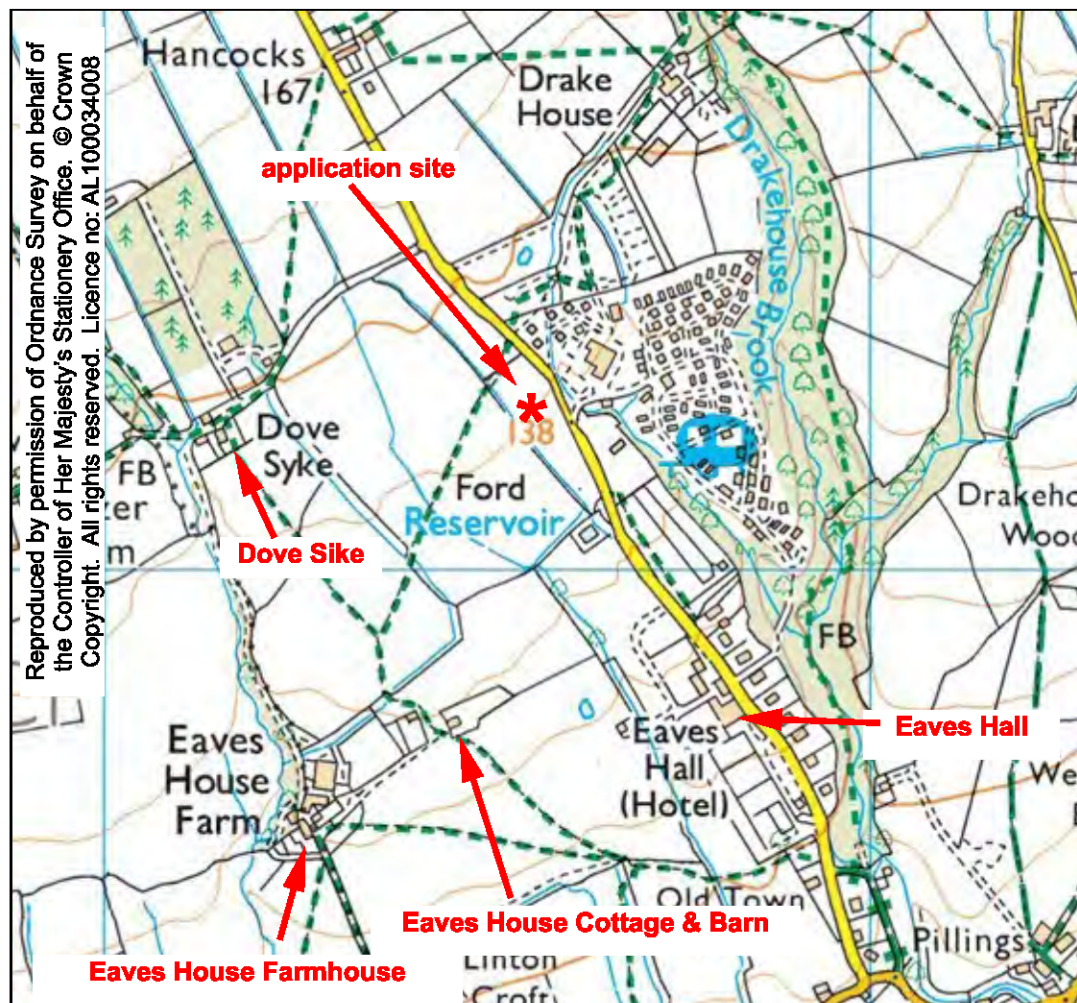 Reproduced by permission of Ordnance Survey on behalf of
the Controller of Her Majesty's Stationery Office. © Crown
Copyright. All rights reserved. Licence no: AL100034008
Hancocks
167
Drake
House
application site
Drakehouse Brook
138
Dove
Syke
FB
Ford
Reservoir
Dove Sike
FB
Eaves Hall
Eaves
Hall
(Hotel)
Eaves
House
Farm
Old Town
Eaves House Cottage & Barn
Pillings
Eaves House Farmhouse
Linton
Croft